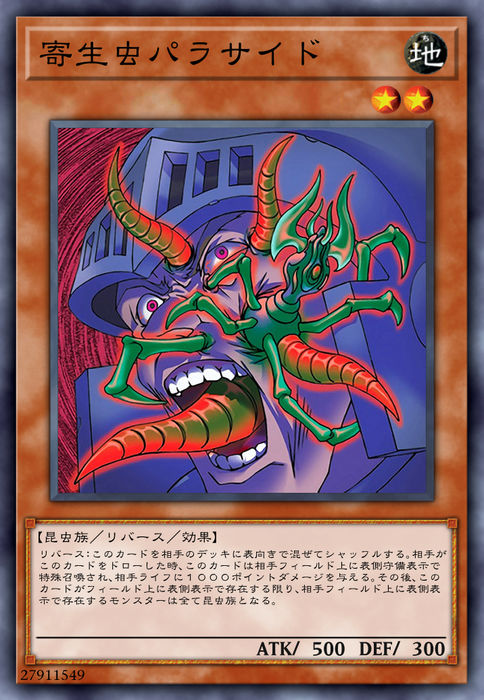 寄生虫パラサイド
ち
地
【昆虫族／リバース／効果】
リバース：このカードを相手のデッキに表向きで混ぜてシャッフルする。相手が
このカードをドローした時、このカードは相手フィールド上に表側守備表示で
特殊召喚され、相手ライフに１０００ポイントダメージを与える。その後、この
カードがフィールド上に表側表示で存在する限り、相手フィールド上に表側表
示で存在するモンスターは全て昆虫族となる。
ATK/ 500 DEF/ 300
27911549